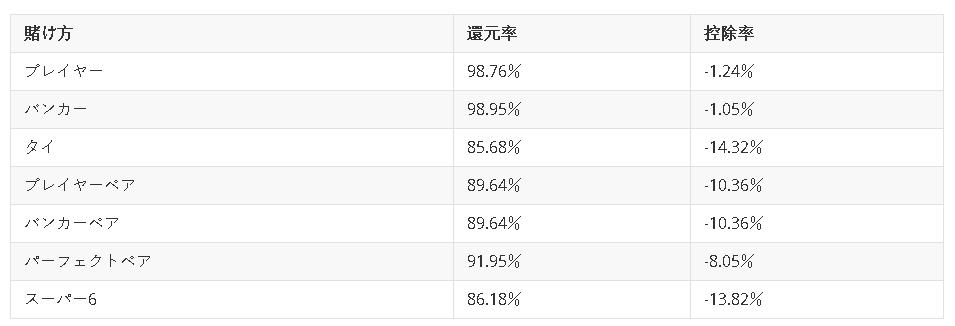 賭け方 還元率 控除率
プレイヤー 98.76% -1.24%
バンカー 98.95% -1.05%
タイ 85.68% -14.32%
プレイヤーペア 89.64% -10.36%
バンカーペア 89.64% -10.36%
パーフェクトペア 91.95% -8.05%
スーパー6 86.18% -13.82%